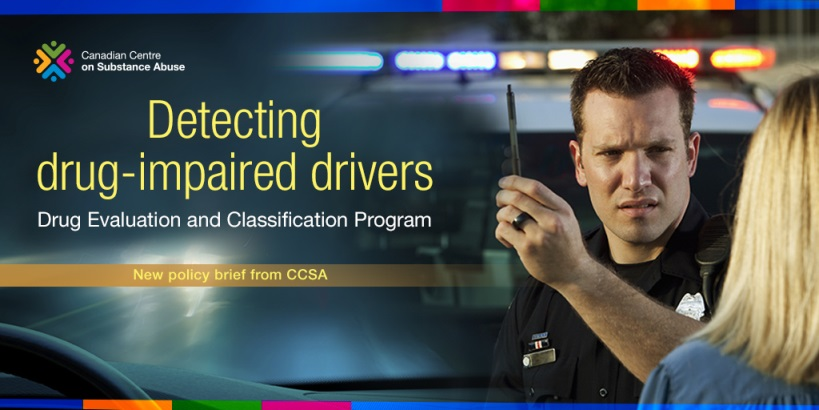 Canadian Centre
on Substance Abuse
Detecting
drug-impaired drivers
Drug Evaluation and Classification Program
New policy brief from CCSA